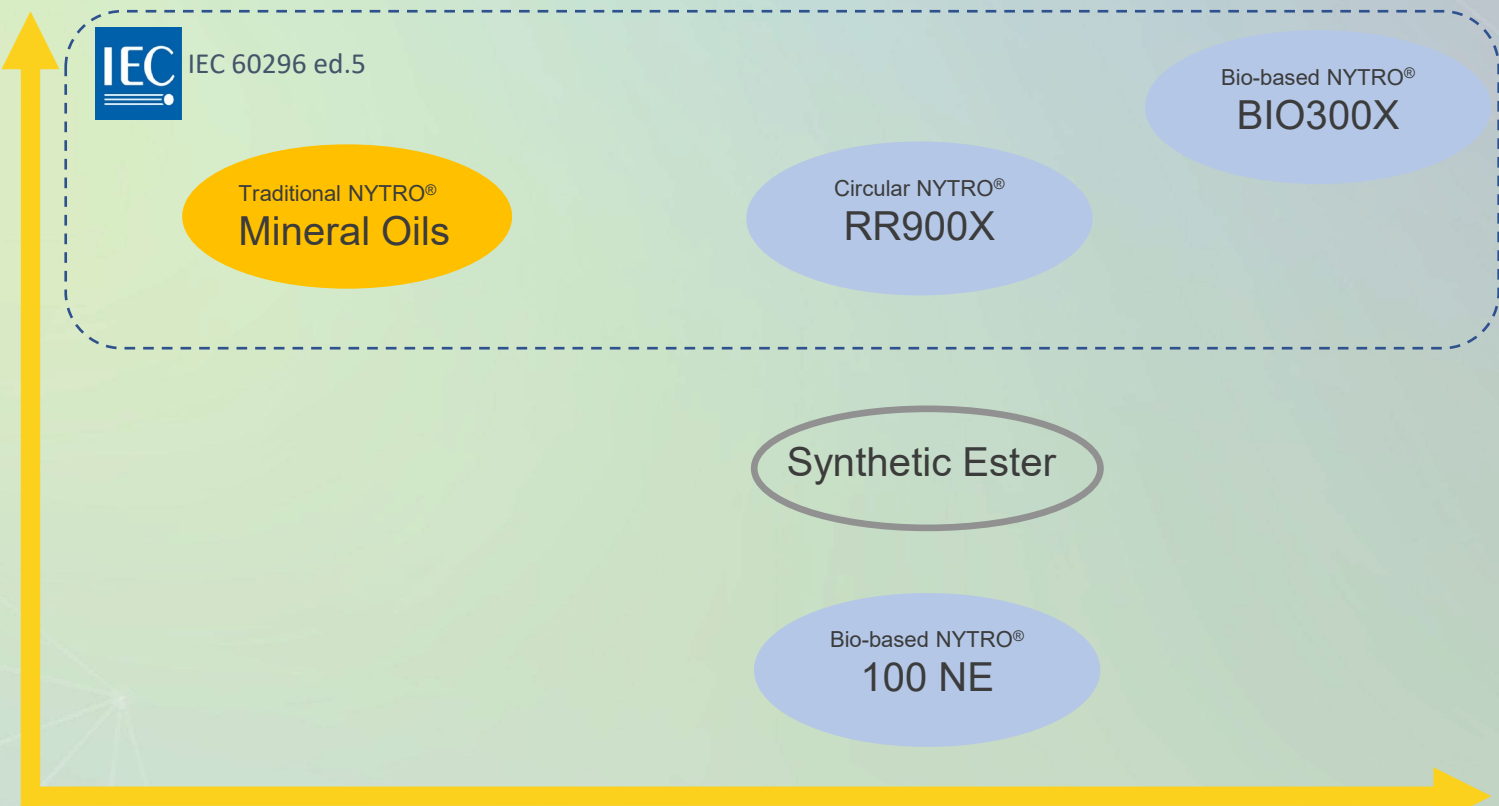 IEC
IEC 60296 ed.5
Bio-based NYTRO®
BIO300X
Traditional NYTRO®
Mineral Oils
Circular NYTRO®
RR900X
Synthetic Ester
Bio-based NYTRO®
100 NE